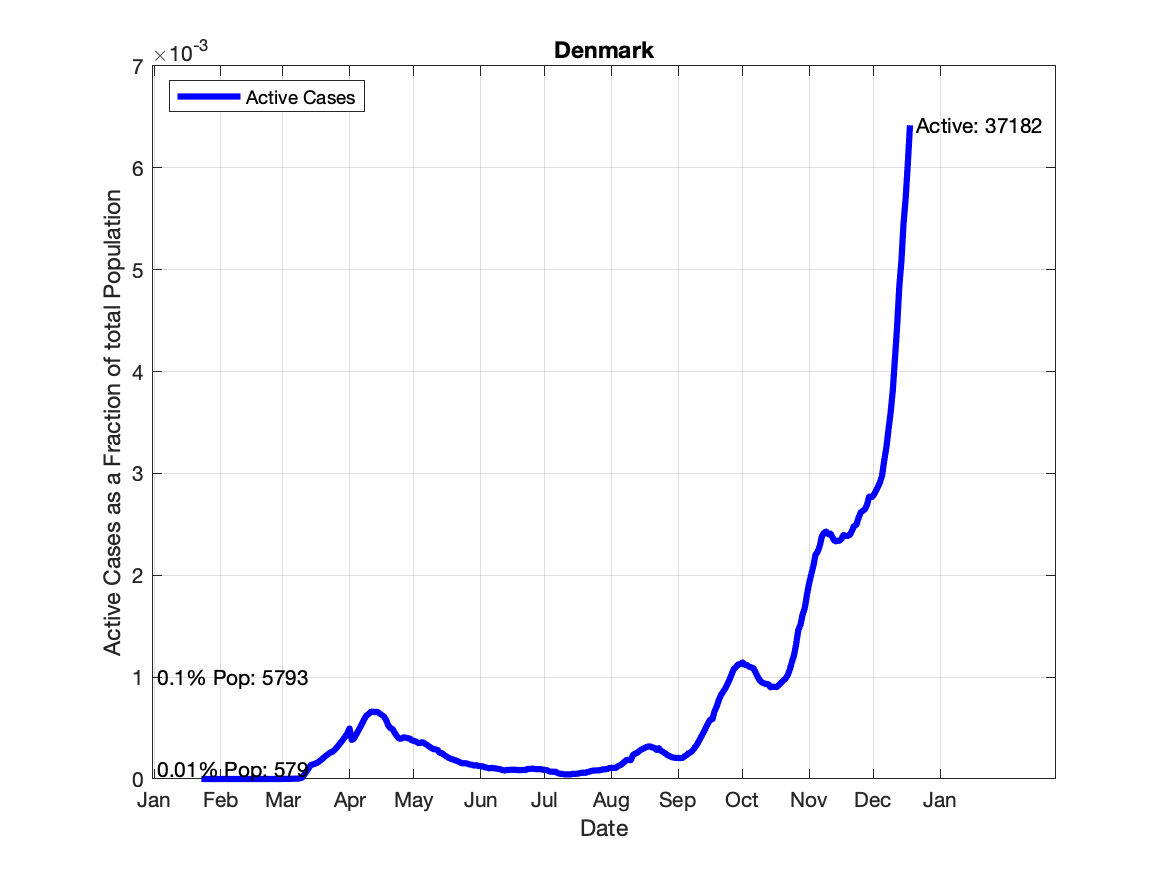 Denmark
×10-3
Active Cases
Active: 37182
7
6
5
4
3
2
1
0
0.1% Pop: 5793
0.01% Pop: 579
Active Cases as a Fraction of total Population
Jan Feb Mar Apr May Jun Jul Aug Sep Oct Nov Dec Jan
Date